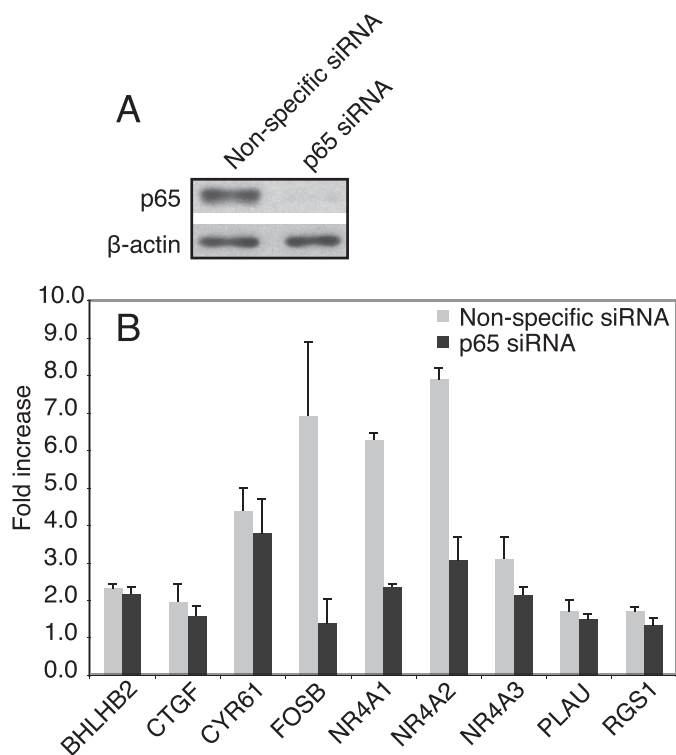 A
Non-specific siRNA
p65 siRNA
p65
β-actin
B
Non-specific siRNA
p65 siRNA
Fold increase
10.0
9.0
8.0
7.0
6.0
5.0
4.0
3.0
2.0
1.0
0.0
BHLHB2
CTGF
CYR61
FOSB
NR4A1
NR4A2
NR4A3
PLAU
RGS1